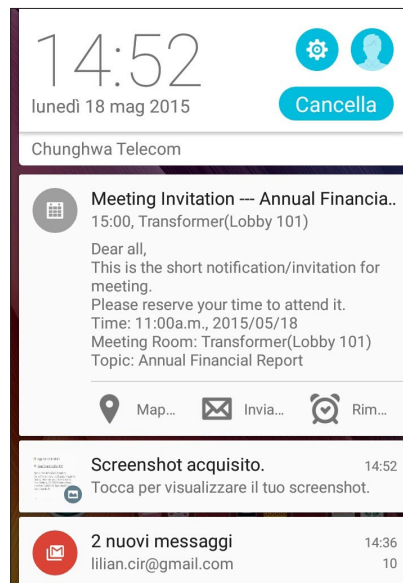 14:52
lunedì 18 mag 2015
Cancella
Chunghwa Telecom
Meeting Invitation --- Annual Financia..
15:00, Transformer(Lobby 101)
Dear all,
This is the short notification/invitation for
meeting.
Please reserve your time to attend it.
Time: 11:00a.m., 2015/05/18
Meeting Room: Transformer(Lobby 101)
Topic: Annual Financial Report
Map... Invia... Rim...
Screenshot acquisito. 14:52
Tocca per visualizzare il tuo screenshot.
2 nuovi messaggi 14:36
lilian.cir@gmail.com 10